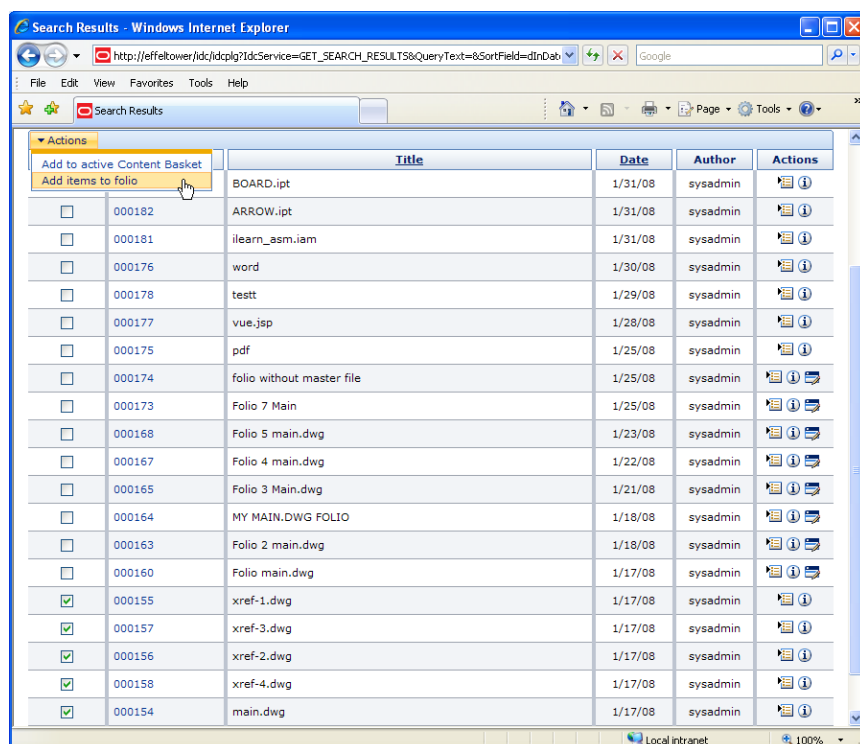 Search Results - Windows Internet Explorer
http://effeltower/idc/idcplg?IdcService=GET_SEARCH_RESULTS&QueryText=&SortField=dInDat
Google
File Edit View Favorites Tools Help
Search Results
Page Tools
Actions
Title Date Author Actions
Add to active Content Basket
Add items to folio
BOARD.ipt 1/31/08 sysadmin
000182 ARROW.ipt 1/31/08 sysadmin
000181 ilearn_asm.iam 1/31/08 sysadmin
000176 word 1/30/08 sysadmin
000178 testt 1/29/08 sysadmin
000177 vue.jsp 1/28/08 sysadmin
000175 pdf 1/25/08 sysadmin
000174 folio without master file 1/25/08 sysadmin
000173 Folio 7 Main 1/25/08 sysadmin
000168 Folio 5 main.dwg 1/23/08 sysadmin
000167 Folio 4 main.dwg 1/22/08 sysadmin
000165 Folio 3 Main.dwg 1/21/08 sysadmin
000164 MY MAIN.DWG FOLIO 1/18/08 sysadmin
000163 Folio 2 main.dwg 1/18/08 sysadmin
000160 Folio main.dwg 1/17/08 sysadmin
000155 xref-1.dwg 1/17/08 sysadmin
000157 xref-3.dwg 1/17/08 sysadmin
000156 xref-2.dwg 1/17/08 sysadmin
000158 xref-4.dwg 1/17/08 sysadmin
000154 main.dwg 1/17/08 sysadmin
Local intranet 100%